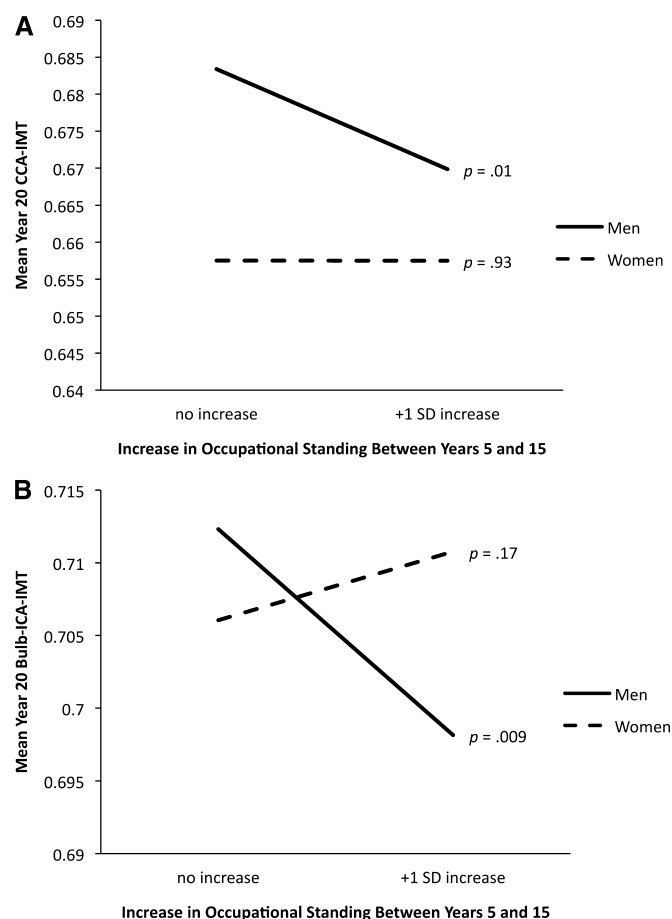 A
0.69
0.685
0.68
0.675
0.67
0.665
0.66
0.655
0.65
0.645
0.64
Mean Year 20 CCA-IMT
p = .01
p = .93
Men
Women
no increase
+1 SD increase
Increase in Occupational Standing Between Years 5 and 15
B
0.715
0.71
0.705
0.7
0.695
0.69
Mean Year 20 Bulb-ICA-IMT
p = .17
p = .009
Men
Women
no increase
+1 SD increase
Increase in Occupational Standing Between Years 5 and 15